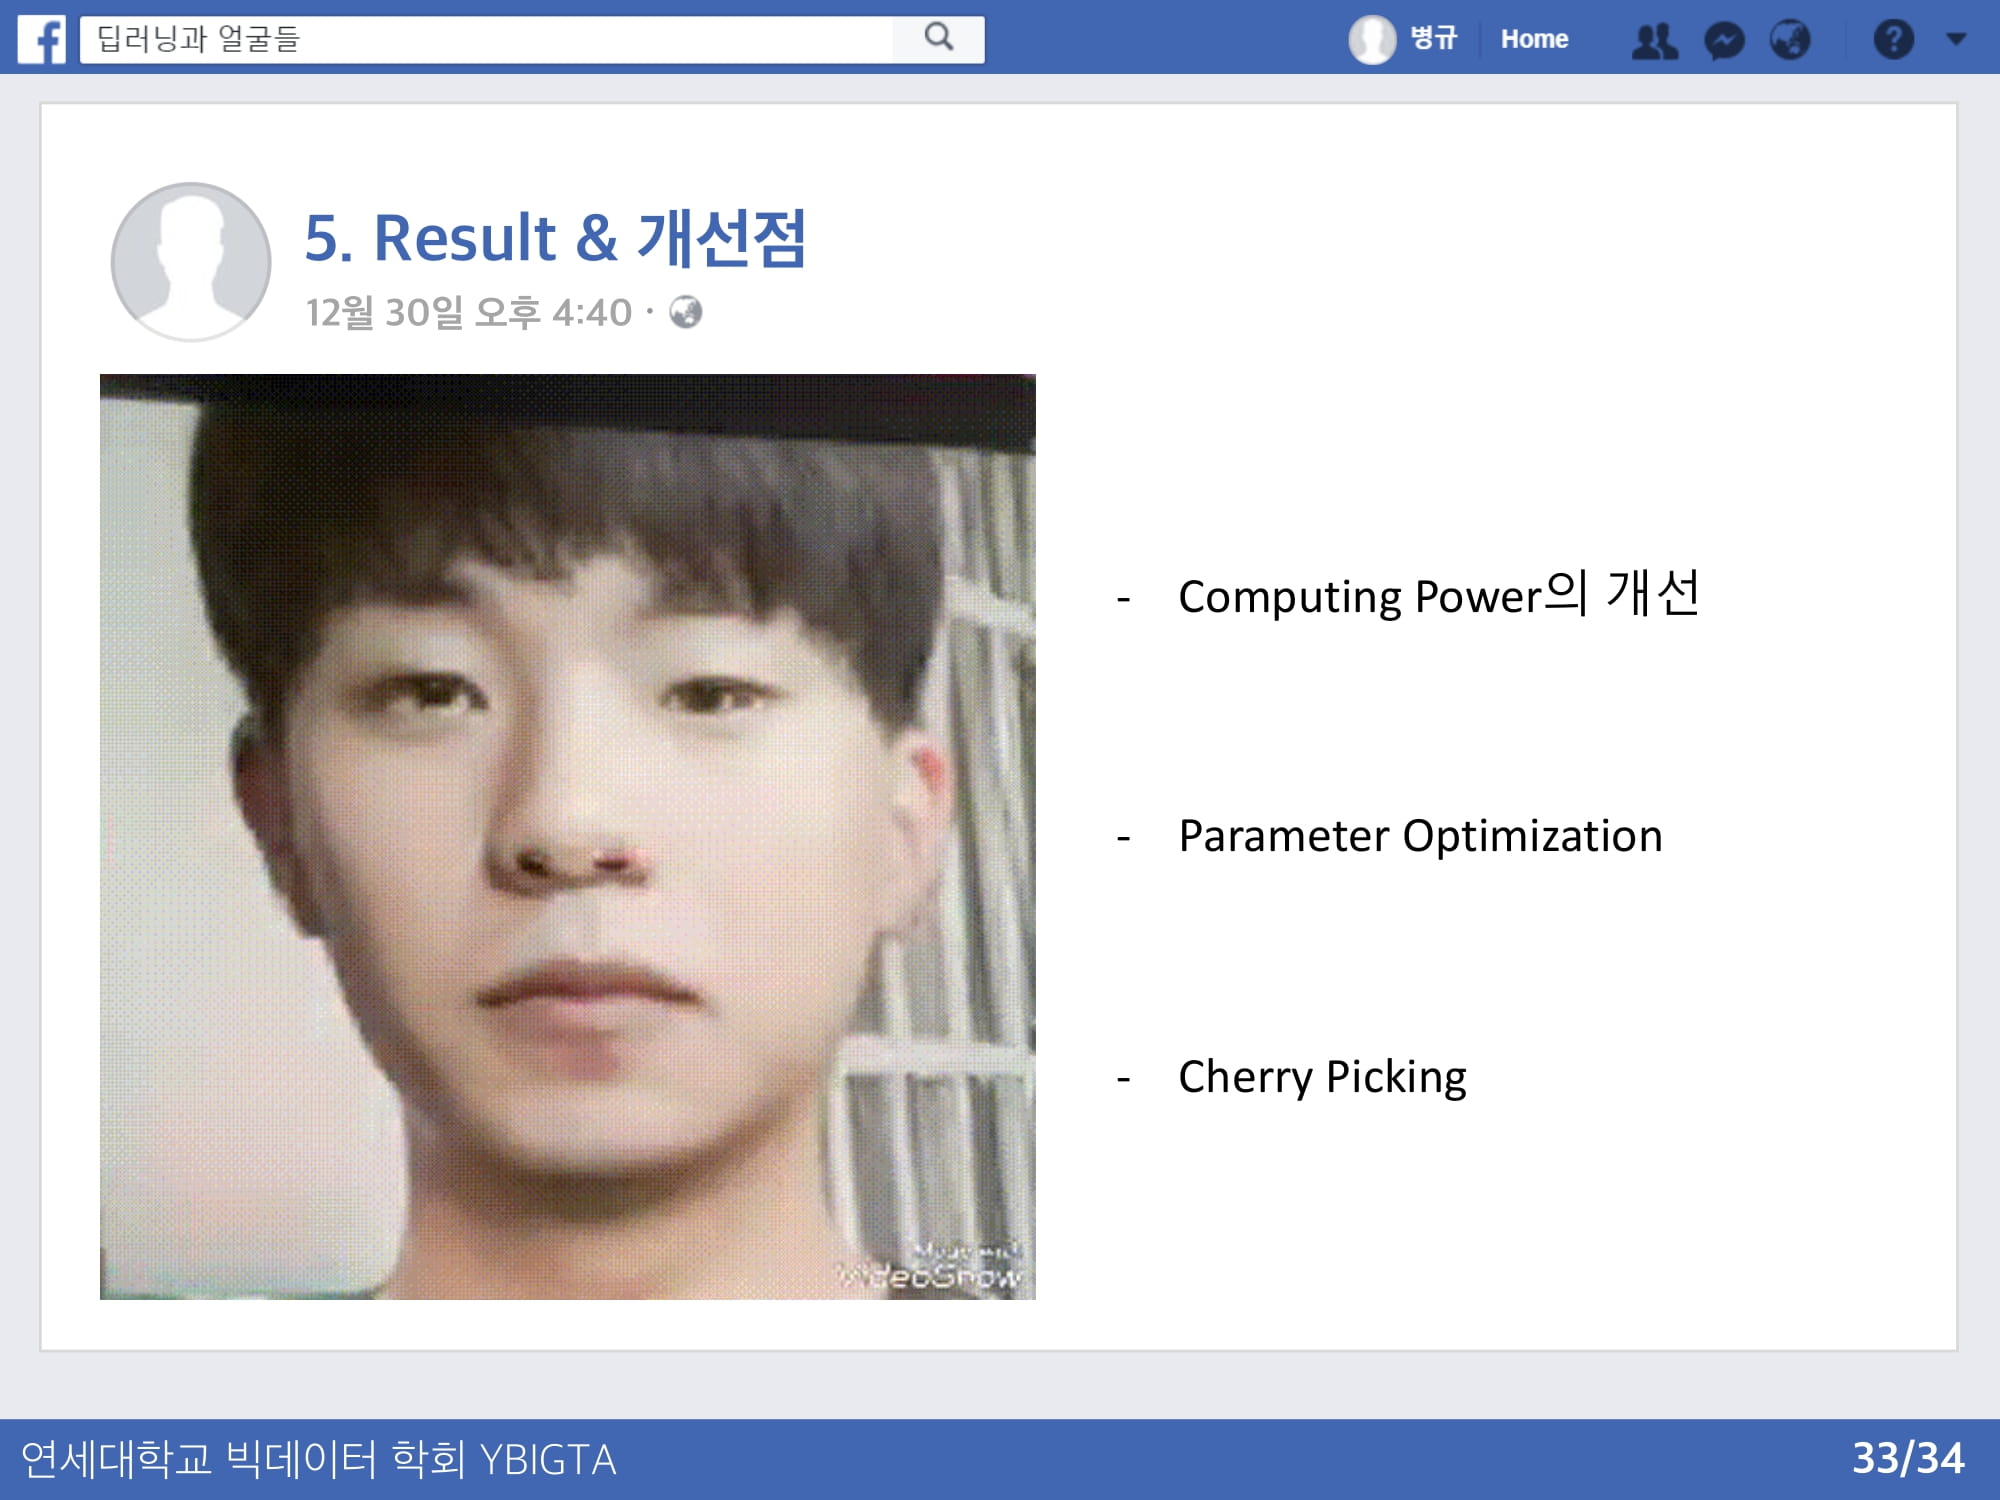 f 딥러닝과 얼굴들
병규 Home
5. Result & 개선점
12월 30일 오후 4:40 ·
- Computing Power의 개선
- Parameter Optimization
- Cherry Picking
VideoShow
연세대학교 빅데이터 학회 YBIGTA
33/34